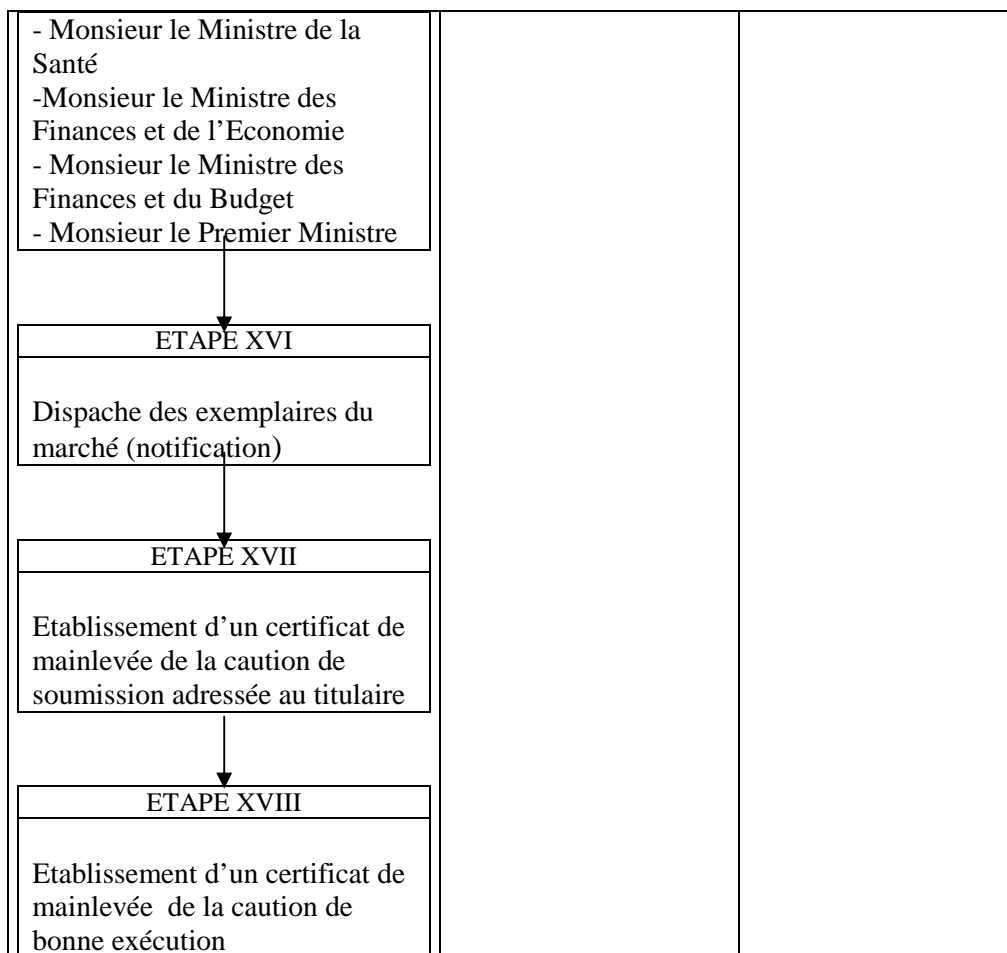 - Monsieur le Ministre de la
Santé
-Monsieur le Ministre des
Finances et de l’Economie
- Monsieur le Ministre des
Finances et du Budget
- Monsieur le Premier Ministre
ETAPE XVI
Dispache des exemplaires du
marché (notification)
ETAPE XVII
Etablissement d’un certificat de
mainlevée de la caution de
soumission adressée au titulaire
ETAPE XVIII
Etablissement d’un certificat de
mainlevée  de la caution de
bonne exécution